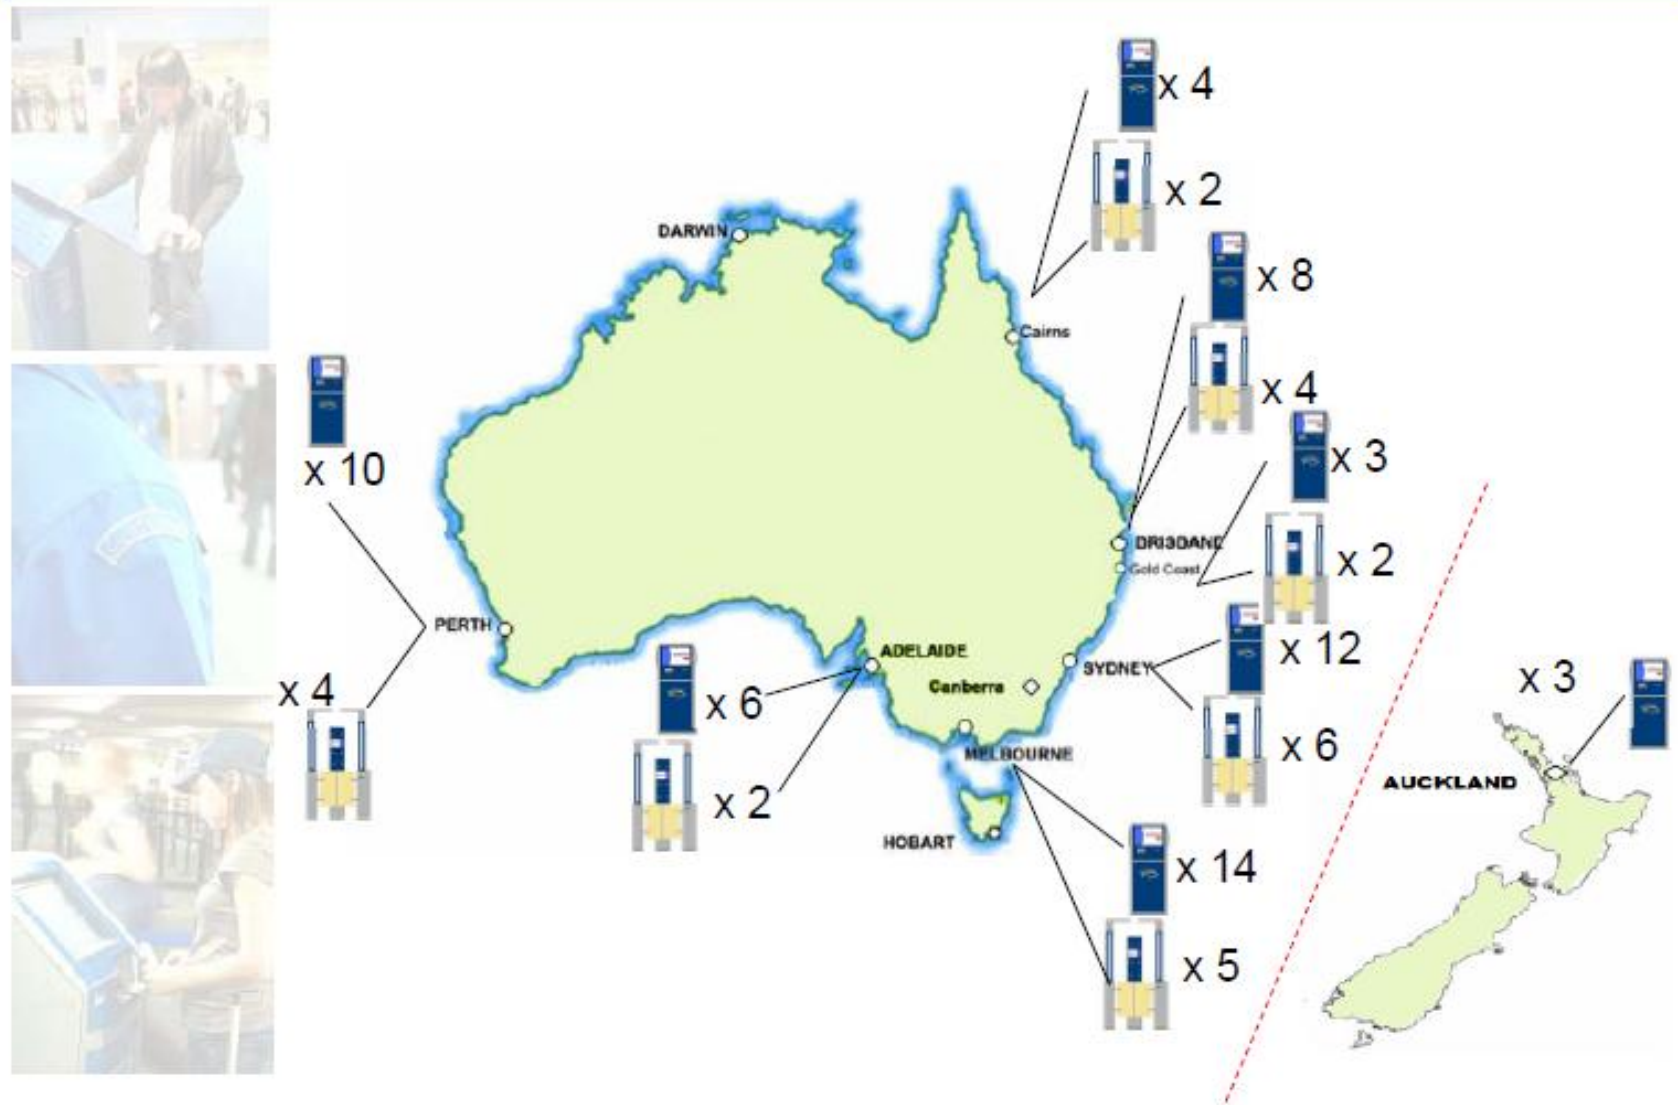 x 4
x 2
DARWIN
x 8
Cairns
x 4
x 3
x 10
BRISBANE
x 2
Gold Coast
PERTH
ADELAIDE
SYDNEY
x 12
Canberra
x 3
x 4
x 6
x 6
MELBOURNE
AUCKLAND
x 2
HOBART
x 14
x 5